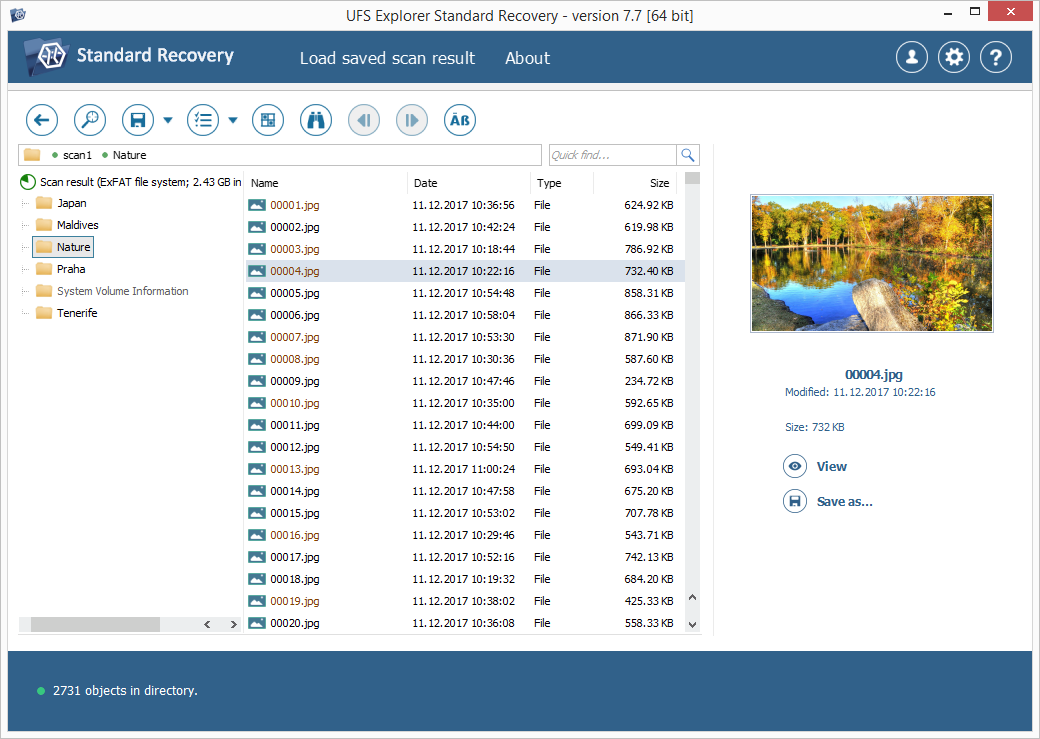 UFS Explorer Standard Recovery - version 7.7 [64 bit]
Standard Recovery Load saved scan result About
Āß
scan1 Nature Quick find...
Scan result (ExFAT file system; 2.43 GB in
Japan
Maldives
Nature
Praha
System Volume Information
Tenerife
Name Date Type Size
00001.jpg 11.12.2017 10:36:56 File 624.92 KB
00002.jpg 11.12.2017 10:42:24 File 619.98 KB
00003.jpg 11.12.2017 10:18:44 File 786.92 KB
00004.jpg 11.12.2017 10:22:16 File 732.40 KB
00005.jpg 11.12.2017 10:54:48 File 858.31 KB
00006.jpg 11.12.2017 10:58:04 File 866.33 KB
00007.jpg 11.12.2017 10:53:30 File 871.90 KB
00008.jpg 11.12.2017 10:30:36 File 587.60 KB
00009.jpg 11.12.2017 10:47:46 File 234.72 KB
00010.jpg 11.12.2017 10:35:00 File 592.65 KB
00011.jpg 11.12.2017 10:44:00 File 699.09 KB
00012.jpg 11.12.2017 10:54:50 File 549.41 KB
00013.jpg 11.12.2017 11:00:24 File 693.04 KB
00014.jpg 11.12.2017 10:47:58 File 675.20 KB
00015.jpg 11.12.2017 10:53:02 File 707.78 KB
00016.jpg 11.12.2017 10:29:46 File 543.71 KB
00017.jpg 11.12.2017 10:52:16 File 742.13 KB
00018.jpg 11.12.2017 10:19:32 File 684.20 KB
00019.jpg 11.12.2017 10:38:02 File 425.33 KB
00020.jpg 11.12.2017 10:36:08 File 558.33 KB
00004.jpg
Modified: 11.12.2017 10:22:16
Size: 732 KB
View
Save as...
2731 objects in directory.